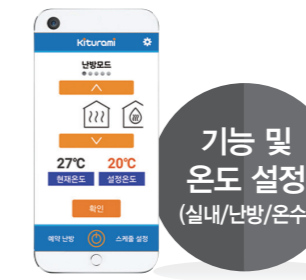 Kiturami
난방모드
27℃
20℃
현재온도
설정온도
확인
예약 난방
스케줄 설정
기능 및
온도 설정
(실내/난방/온수